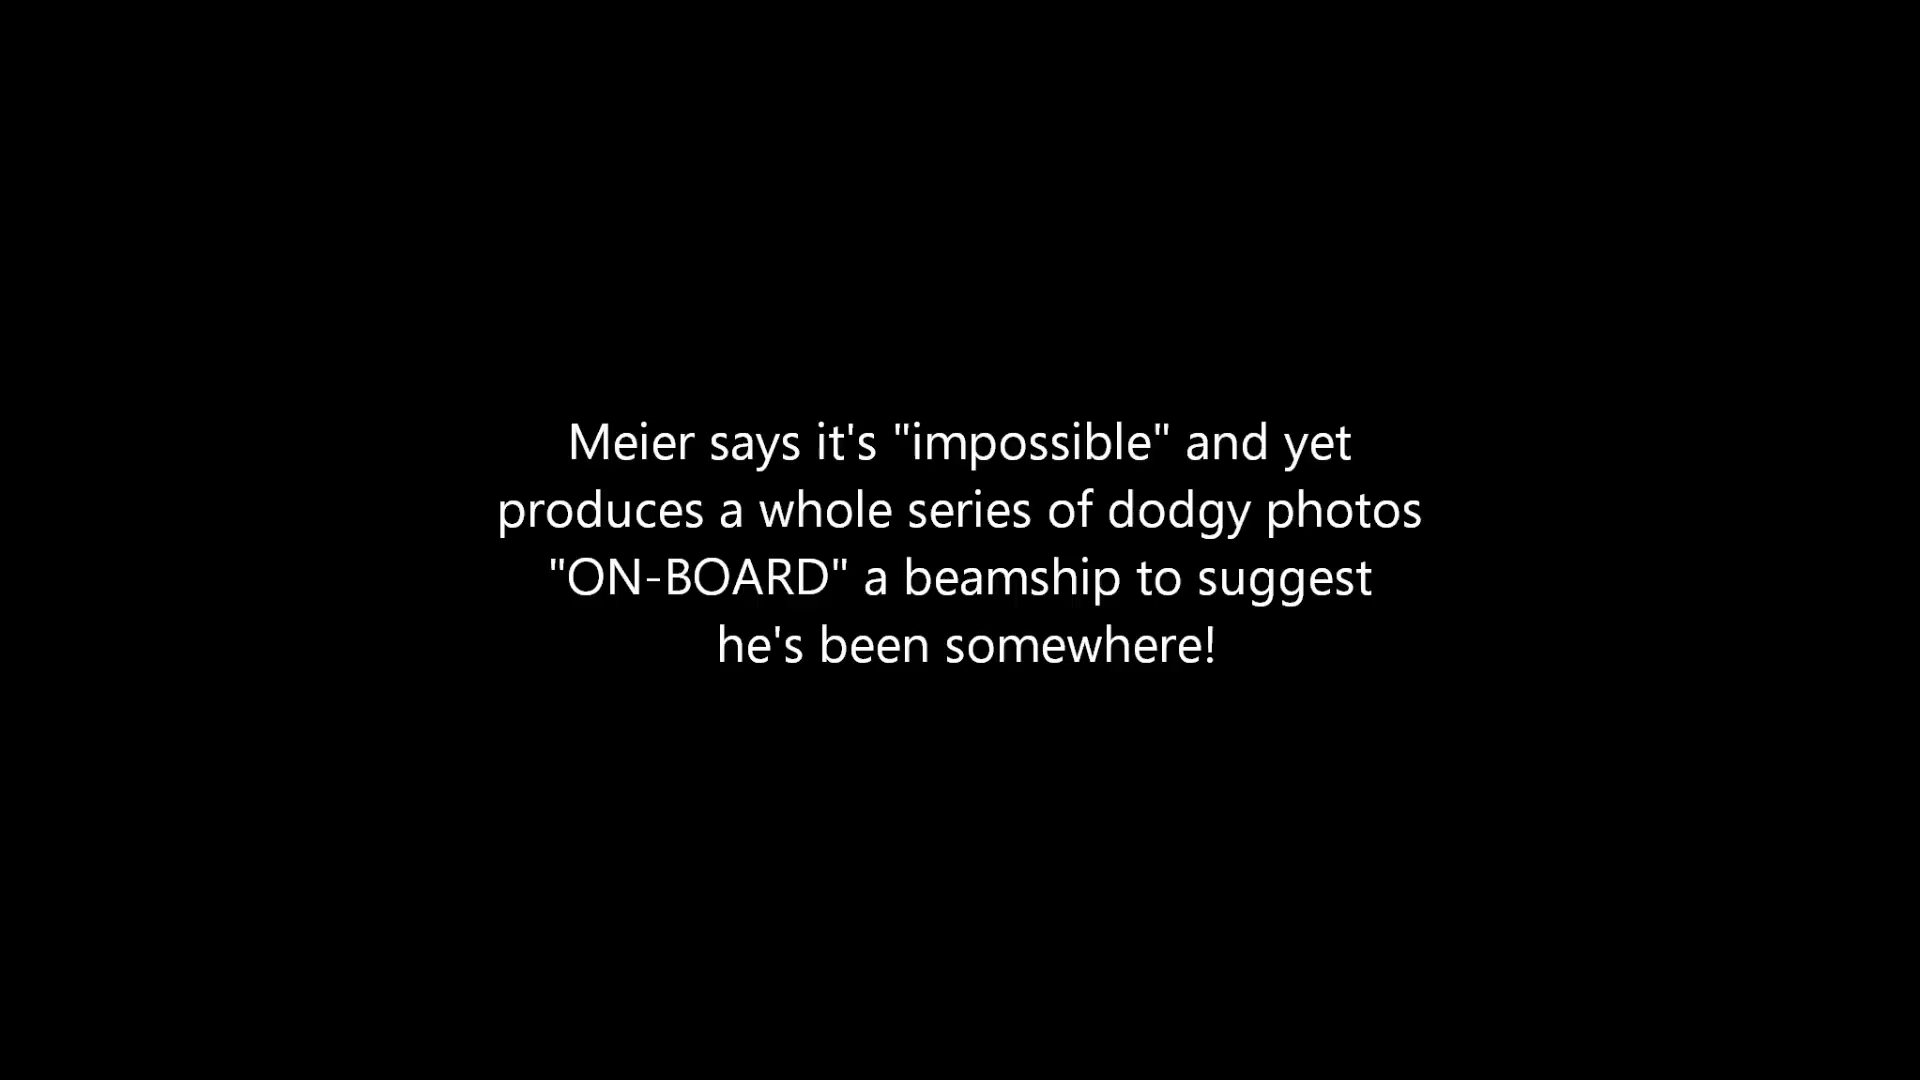 Meier says it's "impossible" and yet
produces a whole series of dodgy photos
"ON-BOARD" a beamship to suggest
he's been somewhere!